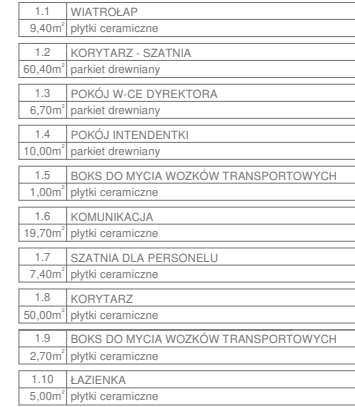 1.1 WIATROŁAP
9,40m² płytki ceramiczne
1.2 KORYTARZ - SZATNIA
60,40m² parkiet drewniany
1.3 POKÓJ W-CE DYREKTORA
6,70m² parkiet drewniany
1.4 POKÓJ INTENDENTKI
10,00m² parkiet drewniany
1.5 BOKS DO MYCIA WOZKÓW TRANSPORTOWYCH
1,00m² płytki ceramiczne
1.6 KOMUNIKACJA
19,70m² płytki ceramiczne
1.7 SZATNIA DLA PERSONELU
7,40m² płytki ceramiczne
1.8 KORYTARZ
50,00m² płytki ceramiczne
1.9 BOKS DO MYCIA WOZKÓW TRANSPORTOWYCH
2,70m² płytki ceramiczne
1.10 ŁAZIENKA
5,00m² płytki ceramiczne